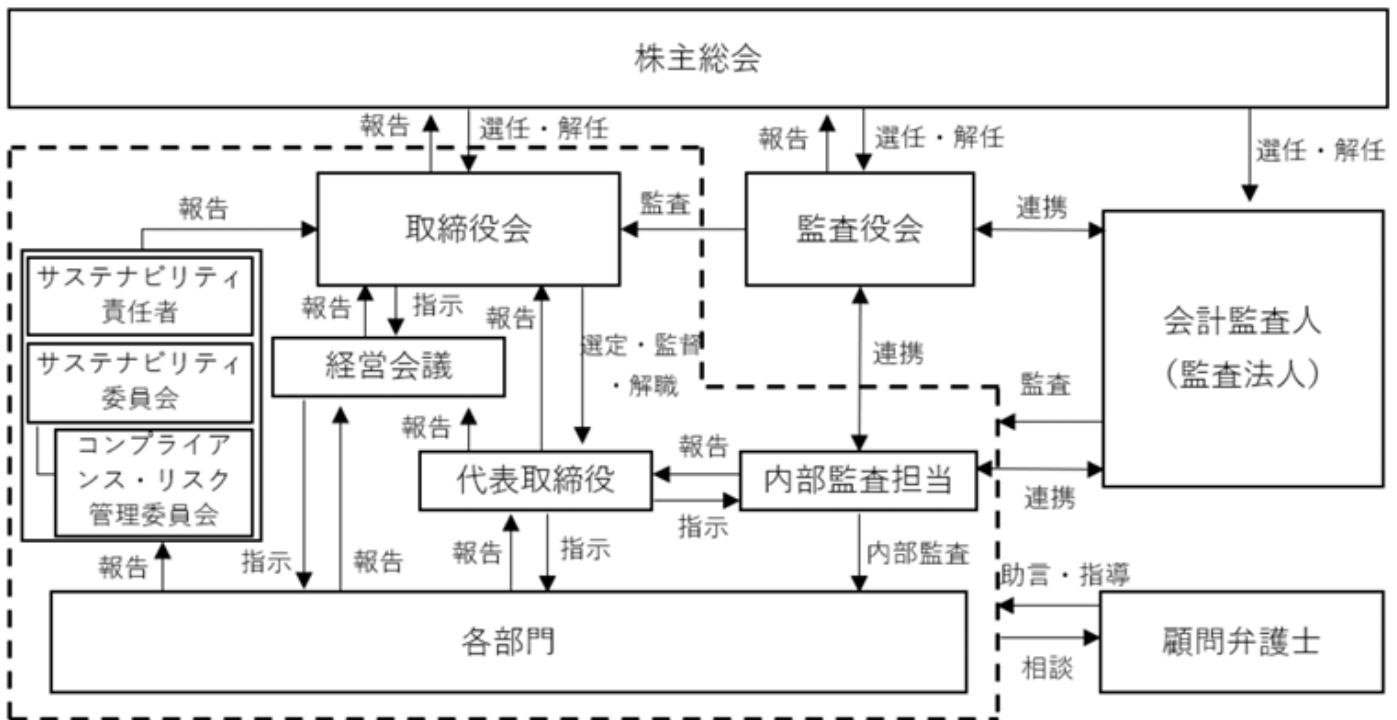 株主総会
報告
選任・解任
報告
選任・解任
選任・解任
報告
取締役会
監査
監査役会
連携
会計監査人
（監査法人）
サステナビリティ
責任者
サステナビリティ
委員会
コンプライア
ンス・リスク
管理委員会
報告
指示
報告
選定・監督
・解職
経営会議
連携
監査
報告
代表取締役
報告
指示
内部監査担当
連携
報告
指示
報告
報告
指示
内部監査
助言・指導
各部門
顧問弁護士
相談